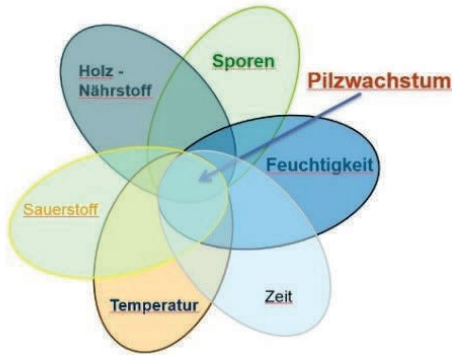 Sporen
Holz -
Nährstoff
Pilzwachstum
Feuchtigkeit
Sauerstoff
Temperatur
Zeit